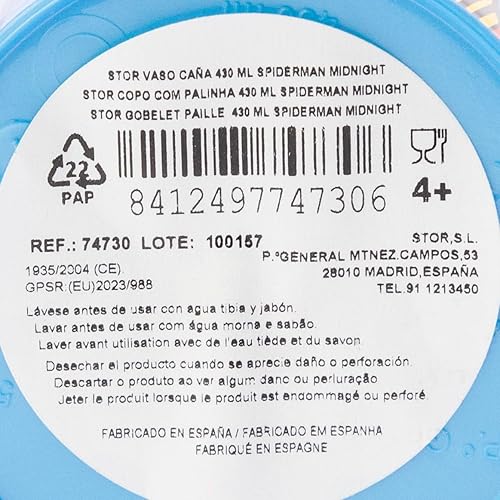 STOR VASO CAÑA 430 ML SPIDERMAN MIDNIGHT
STOR COPO COM PALINHA 430 ML SPIDERMAN MIDNIGHT
STOR GOBELET PAILLE 430 ML SPIDERMAN MIDNIGHT
22
PAP
8412497747306
4+
REF.: 74730 LOTE: 100157
STOR,S.L.
P.ºGENERAL MTNEZ.CAMPOS,53
28010 MADRID,ESPAÑA
TEL.91 1213450
1935/2004 (CE).
GPSR:(EU)2023/988
Lávese antes de usar con agua tibia y jabón.
Lavar antes de usar com água morna e sabão.
Laver avant utilisation avec de l'eau tiède et du savon.
Desechar el producto cuando se aprecie daño o perforación.
Descartar o produto ao ver algum dano ou perluração
Jeter le produit lorsque le produit est endommagé ou perforé.
FABRICADO EN ESPAÑA / FABRICADO EM ESPANHA
FABRIQUÉ EN ESPAGNE